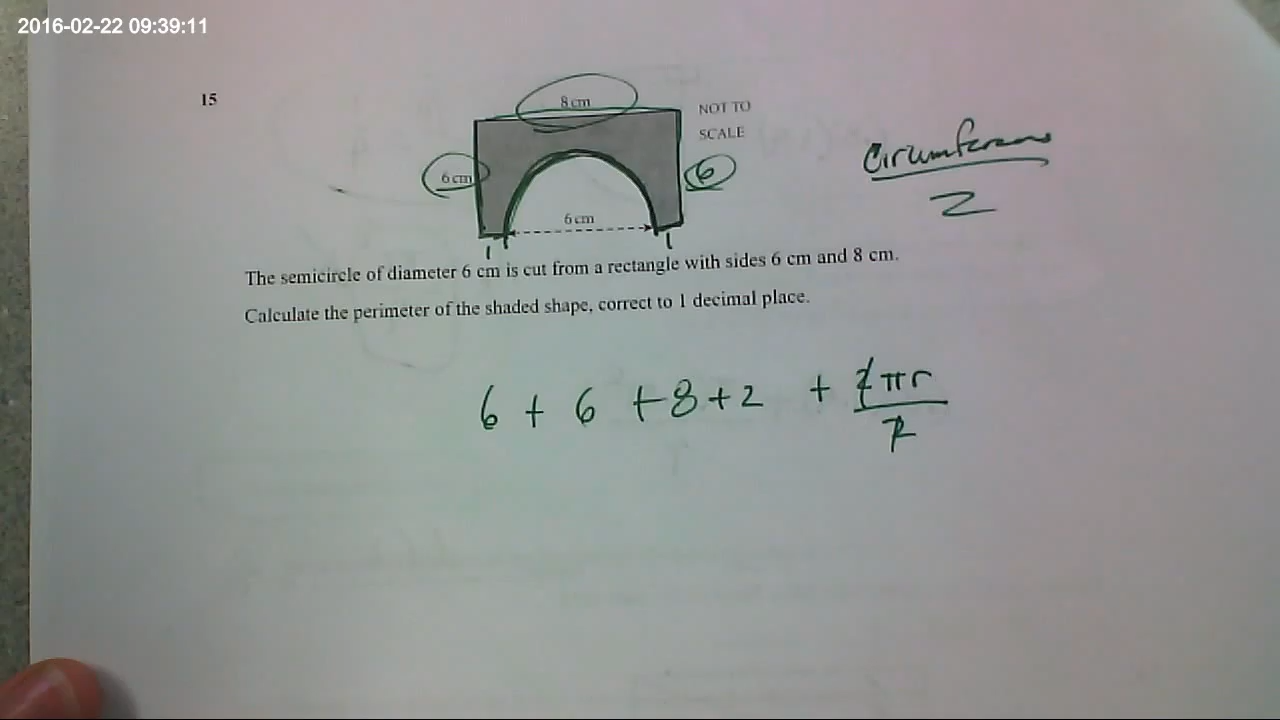 2016-02-22 09:39:11
15
8 cm
NOT TO
SCALE
6 cm
6
6 cm
1 1
Circumference
2
The semicircle of diameter 6 cm is cut from a rectangle with sides 6 cm and 8 cm.
Calculate the perimeter of the shaded shape, correct to 1 decimal place.
6 + 6 + 8 + 2 + 2πr
2